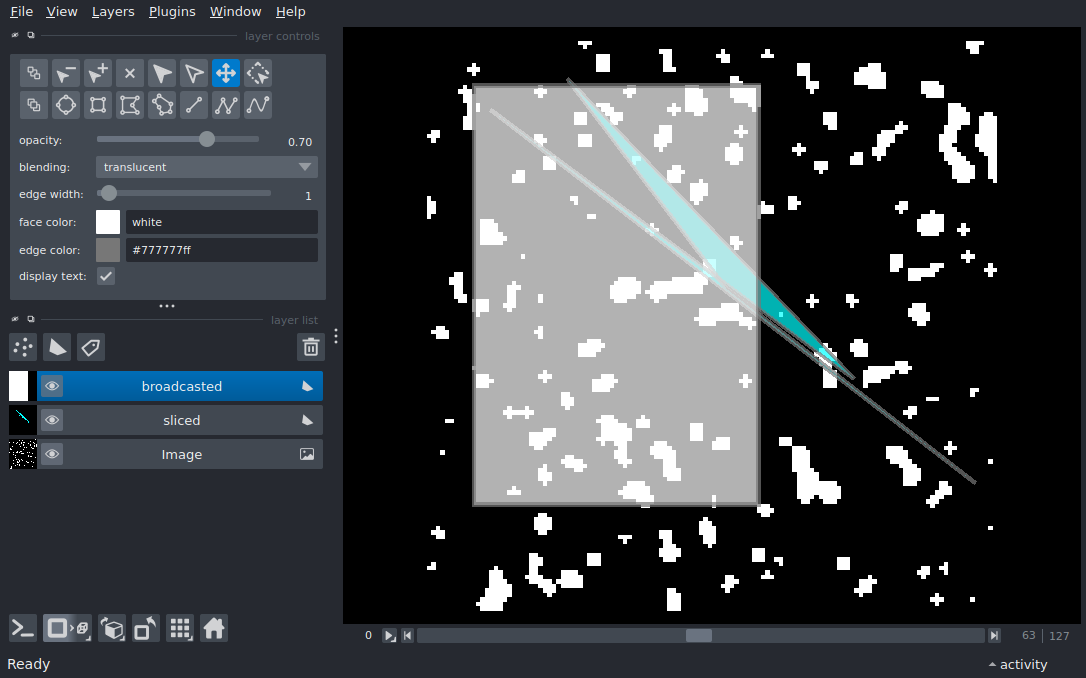 File View Layers Plugins Window Help
layer controls
opacity: 0.70
blending: translucent
edge width: 1
face color: white
edge color: #777777ff
display text:
layer list
broadcasted
sliced
Image
0 63 | 127
Ready activity